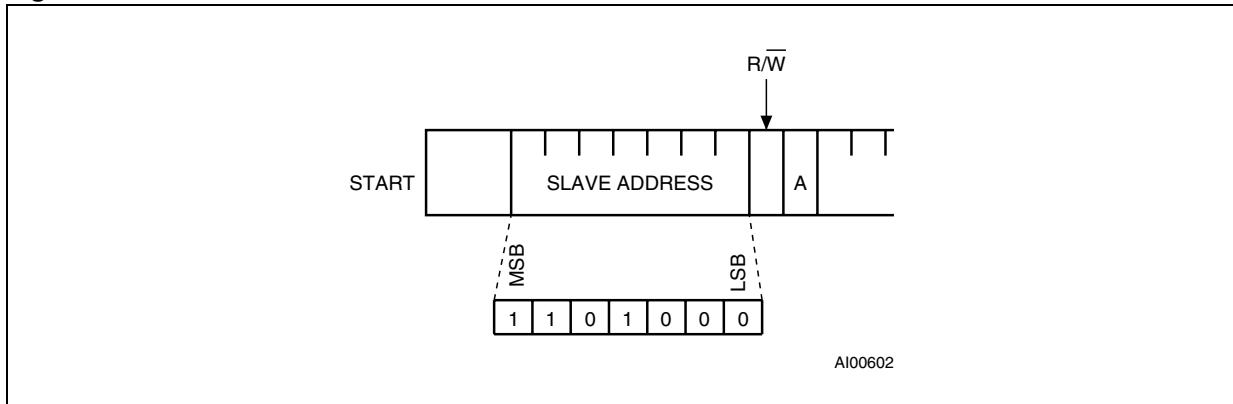 R/W̅
START
SLAVE ADDRESS
A
MSB
LSB
1 1 0 1 0 0 0
AI00602